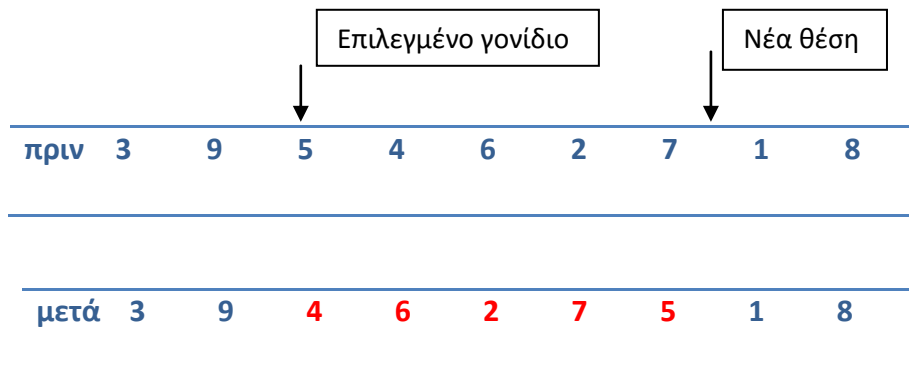 Επιλεγμένο γονίδιο Νέα θέση
πριν 3 9 5 4 6 2 7 1 8
μετά 3 9 4 6 2 7 5 1 8